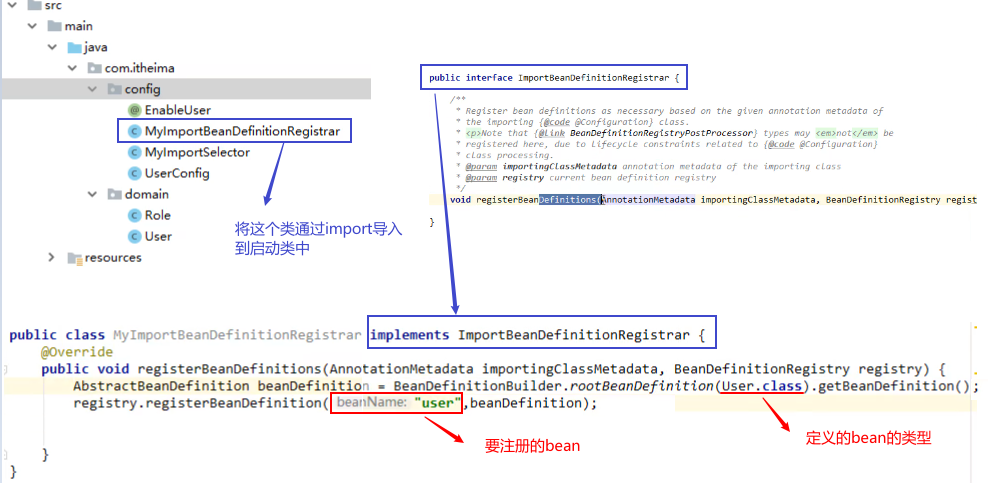 src
main
java
com.itheima
config
EnableUser
MyImportBeanDefinitionRegistrar
MyImportSelector
UserConfig
domain
Role
User
resources
将这个类通过import导入
到启动类中
public interface ImportBeanDefinitionRegistrar {
/**
* Register bean definitions as necessary based on the given annotation metadata of
* the importing {@code @Configuration} class.
* <p>Note that {@link BeanDefinitionRegistryPostProcessor} types may <em>not</em> be
* registered here, due to lifecycle constraints related to {@code @Configuration}
* class processing.
* @param importingClassMetadata annotation metadata of the importing class
* @param registry current bean definition registry
*/
void registerBeanDefinitions(AnnotationMetadata importingClassMetadata, BeanDefinitionRegistry regist
}
public class MyImportBeanDefinitionRegistrar implements ImportBeanDefinitionRegistrar {
@Override
public void registerBeanDefinitions(AnnotationMetadata importingClassMetadata, BeanDefinitionRegistry registry) {
AbstractBeanDefinition beanDefinition = BeanDefinitionBuilder.rootBeanDefinition(User.class).getBeanDefinition();
registry.registerBeanDefinition( beanName: "user",beanDefinition);
要注册的bean
定义的bean的类型
}
}